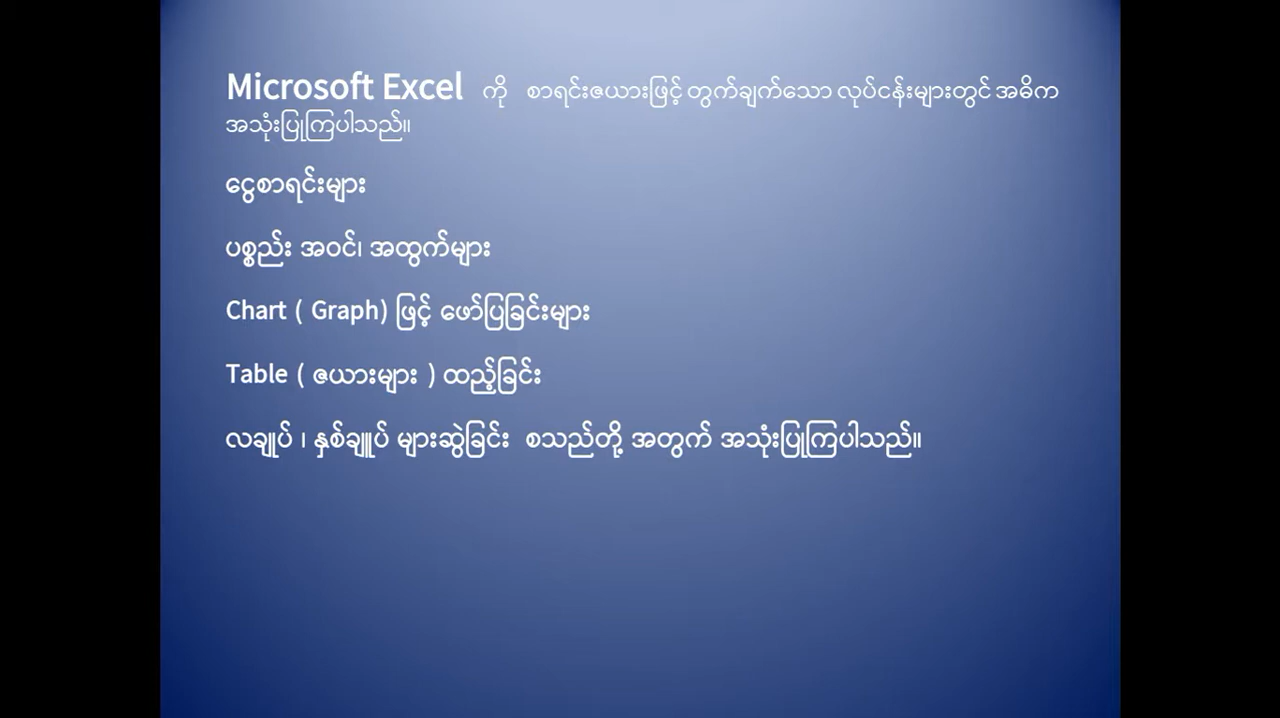 Microsoft Excel ကို စာရင်းဇယားဖြင့် တွက်ချက်သော လုပ်ငန်းများတွင် အဓိက
အသုံးပြုကြပါသည်။
ငွေစာရင်းများ
ပစ္စည်း အဝင်၊ အထွက်များ
Chart ( Graph) ဖြင့် ဖော်ပြခြင်းများ
Table ( ဇယားများ ) ထည့်ခြင်း
လချုပ် ၊ နှစ်ချူပ် များဆွဲခြင်း စသည်တို့ အတွက် အသုံးပြုကြပါသည်။